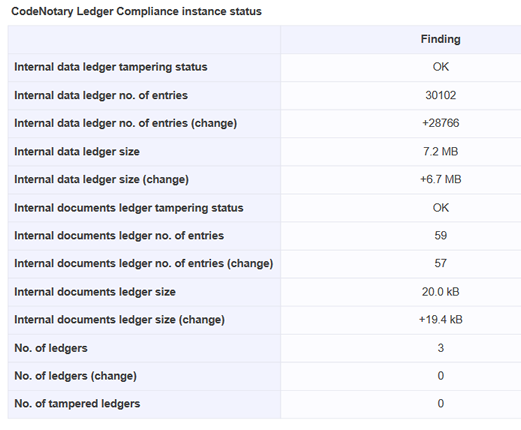 CodeNotary Ledger Compliance instance status
Finding
Internal data ledger tampering status OK
Internal data ledger no. of entries 30102
Internal data ledger no. of entries (change) +28766
Internal data ledger size 7.2 MB
Internal data ledger size (change) +6.7 MB
Internal documents ledger tampering status OK
Internal documents ledger no. of entries 59
Internal documents ledger no. of entries (change) 57
Internal documents ledger size 20.0 kB
Internal documents ledger size (change) +19.4 kB
No. of ledgers 3
No. of ledgers (change) 0
No. of tampered ledgers 0